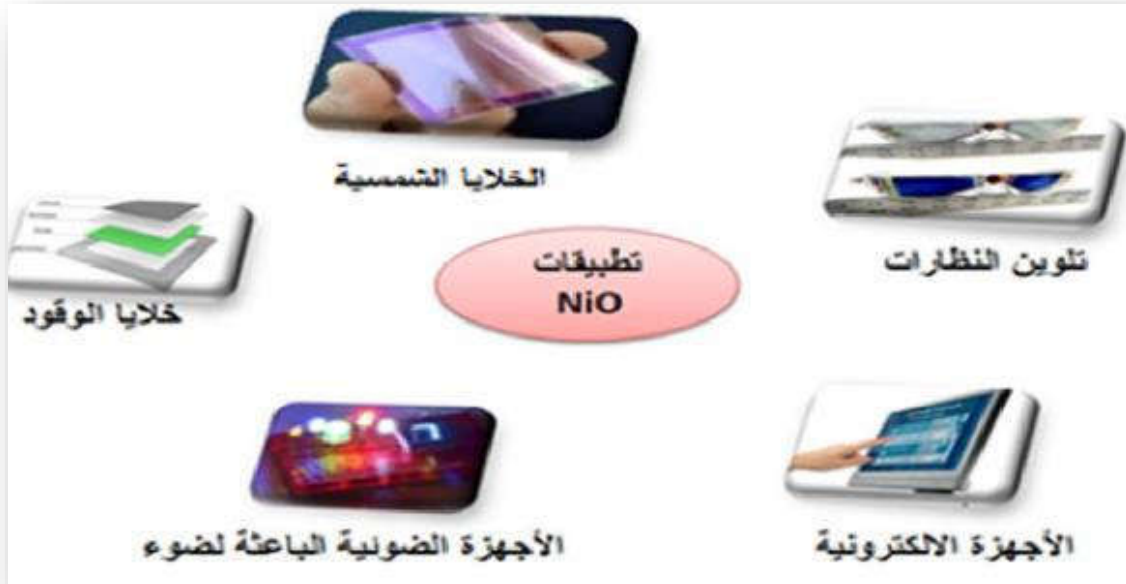 الخلايا الشمسية
تلوين النظارات
تطبيقات
NiO
خلايا الوقود
الأجهزة الضوئية الباعثة لضوء
الأجهزة الالكترونية